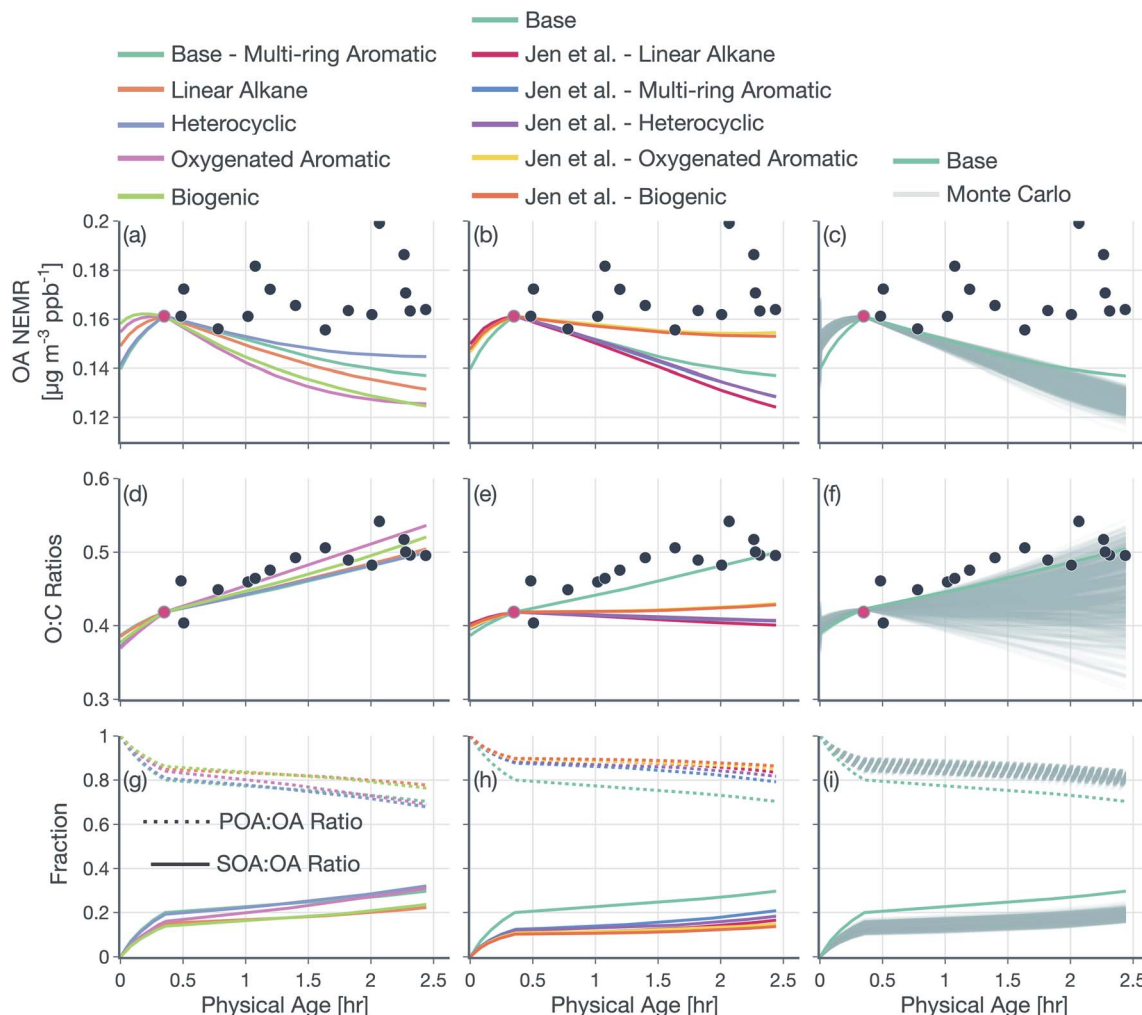 Base - Multi-ring Aromatic
Linear Alkane
Heterocyclic
Oxygenated Aromatic
Biogenic
Base
Jen et al. - Linear Alkane
Jen et al. - Multi-ring Aromatic
Jen et al. - Heterocyclic
Jen et al. - Oxygenated Aromatic
Jen et al. - Biogenic
Base
Monte Carlo
OA NEMR
[µg m-3 ppb-1]
0.2
0.18
0.16
0.14
0.12
(a)
(b)
(c)
O:C Ratios
0.6
0.5
0.4
0.3
(d)
(e)
(f)
Fraction
1
0.8
0.6
0.4
0.2
0
(g)
POA:OA Ratio
SOA:OA Ratio
(h)
(i)
0 0.5 1 1.5 2 2.5
0 0.5 1 1.5 2 2.5
0 0.5 1 1.5 2 2.5
Physical Age [hr]
Physical Age [hr]
Physical Age [hr]